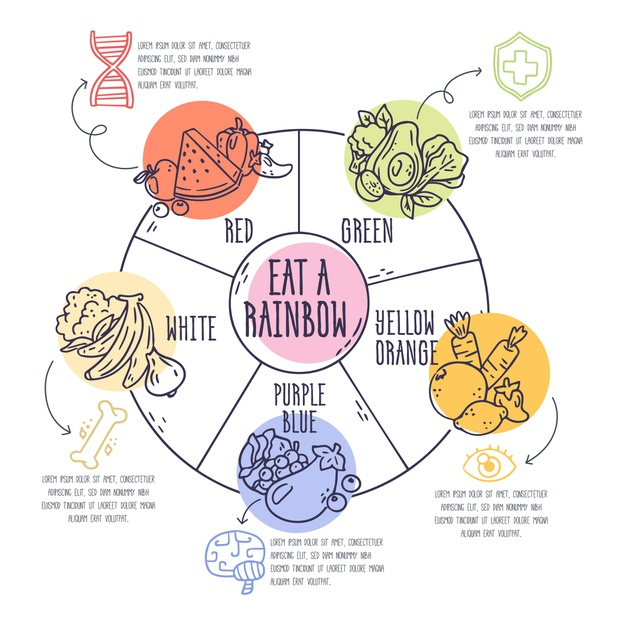 LOREM IPSUM DOLOR SIT AMET, CONSECTETUER
ADIPISCING ELIT, SED DIAM NONUMMY NIBH
EUISMOD TINCIDUNT UT LAOREET DOLORE MAGNA
ALIQUAM ERAT VOLUTPAT.
LOREM IPSUM DOLOR SIT AMET, CONSECTETUER
ADIPISCING ELIT, SED DIAM NONUMMY NIBH
EUISMOD TINCIDUNT UT LAOREET DOLORE MAGNA
ALIQUAM ERAT VOLUTPAT.
RED
GREEN
EAT A
RAINBOW
WHITE
YELLOW
ORANGE
PURPLE
BLUE
LOREM IPSUM DOLOR SIT AMET, CONSECTETUER
ADIPISCING ELIT, SED DIAM NONUMMY NIBH
EUISMOD TINCIDUNT UT LAOREET DOLORE MAGNA
ALIQUAM ERAT VOLUTPAT.
LOREM IPSUM DOLOR SIT AMET, CONSECTETUER
ADIPISCING ELIT, SED DIAM NONUMMY NIBH
EUISMOD TINCIDUNT UT LAOREET DOLORE MAGNA
ALIQUAM ERAT VOLUTPAT.
LOREM IPSUM DOLOR SIT AMET, CONSECTETUER
ADIPISCING ELIT, SED DIAM NONUMMY NIBH
EUISMOD TINCIDUNT UT LAOREET DOLORE MAGNA
ALIQUAM ERAT VOLUTPAT.